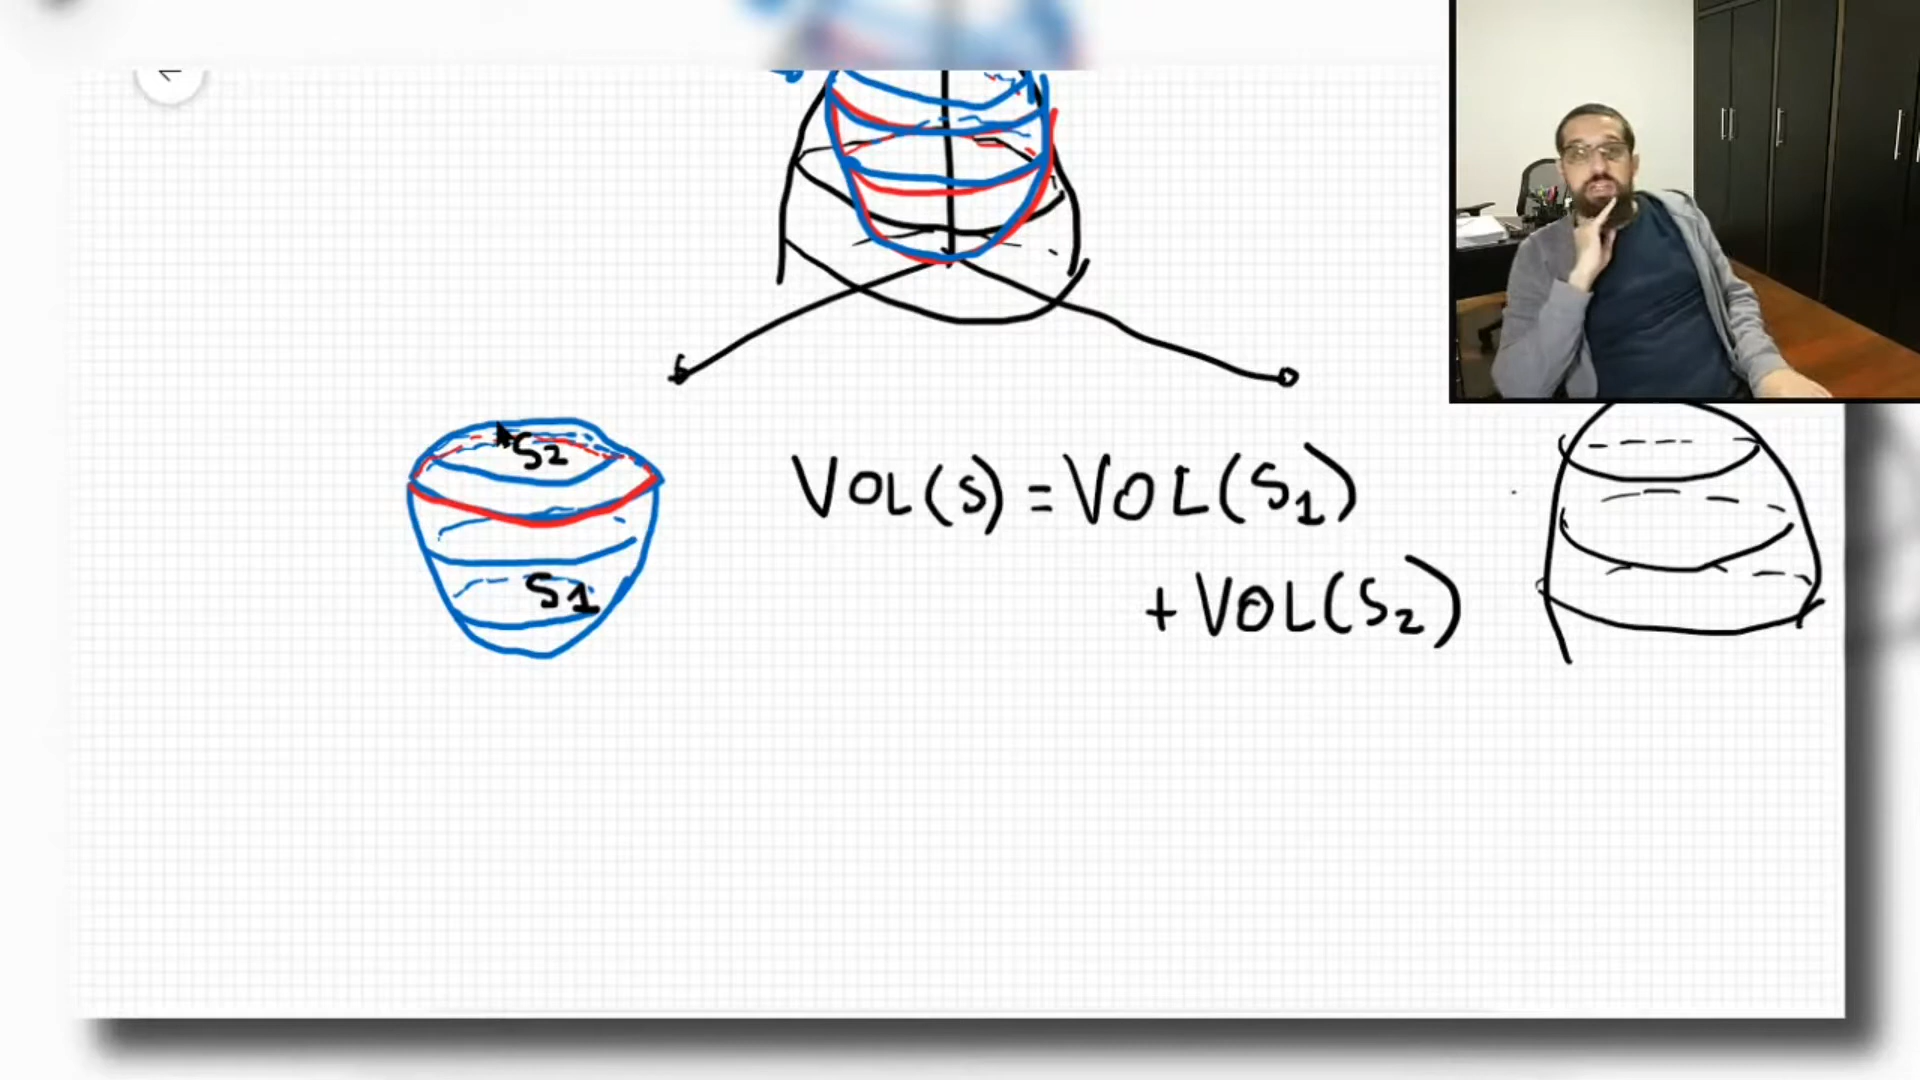 S2
VOL(S) = VOL(S1)
S1
+ VOL(S2)